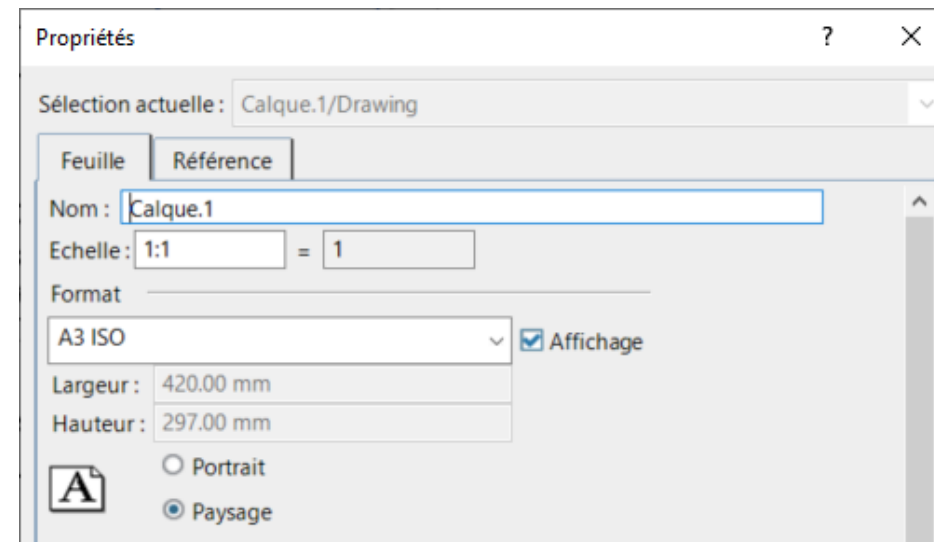 Propriétés ? ×
Sélection actuelle : Calque.1/Drawing
Feuille Référence
Nom : Calque.1
Echelle : 1:1 = 1
Format
A3 ISO Affichage
Largeur : 420.00 mm
Hauteur : 297.00 mm
A Portrait
Paysage